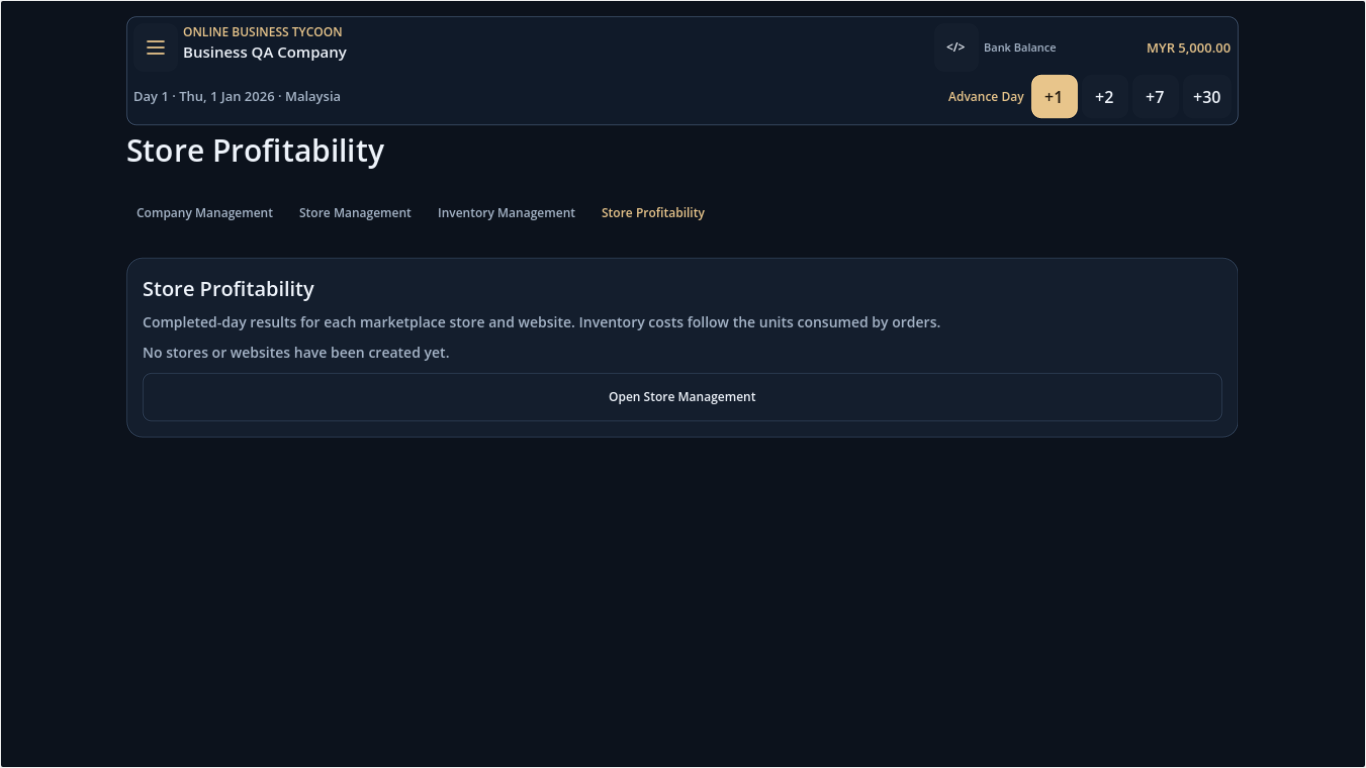 ONLINE BUSINESS TYCOON
Business QA Company
</> Bank Balance MYR 5,000.00
Day 1 · Thu, 1 Jan 2026 · Malaysia
Advance Day +1 +2 +7 +30
Store Profitability
Company Management Store Management Inventory Management Store Profitability
Store Profitability
Completed-day results for each marketplace store and website. Inventory costs follow the units consumed by orders.
No stores or websites have been created yet.
Open Store Management